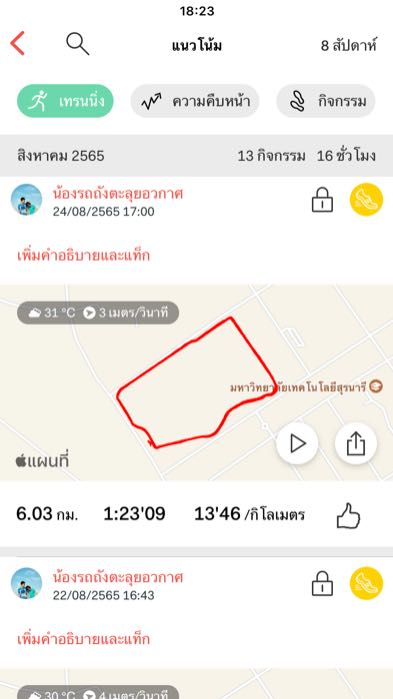 18:23
แนวโน้ม
8 สัปดาห์
เทรนนิ่ง
ความคืบหน้า
กิจกรรม
สิงหาคม 2565
13 กิจกรรม 16 ชั่วโมง
น้องรถถังตะลุยอวกาศ
24/08/2565 17:00
เพิ่มคำอธิบายและแท็ก
31 °C 3 เมตร/วินาที
มหาวิทยาลัยเทคโนโลยีสุรนารี
แผนที่
6.03 กม. 1:23'09 13'46 /กิโลเมตร
น้องรถถังตะลุยอวกาศ
22/08/2565 16:43
เพิ่มคำอธิบายและแท็ก
30 °C 4 เมตร/วินาที